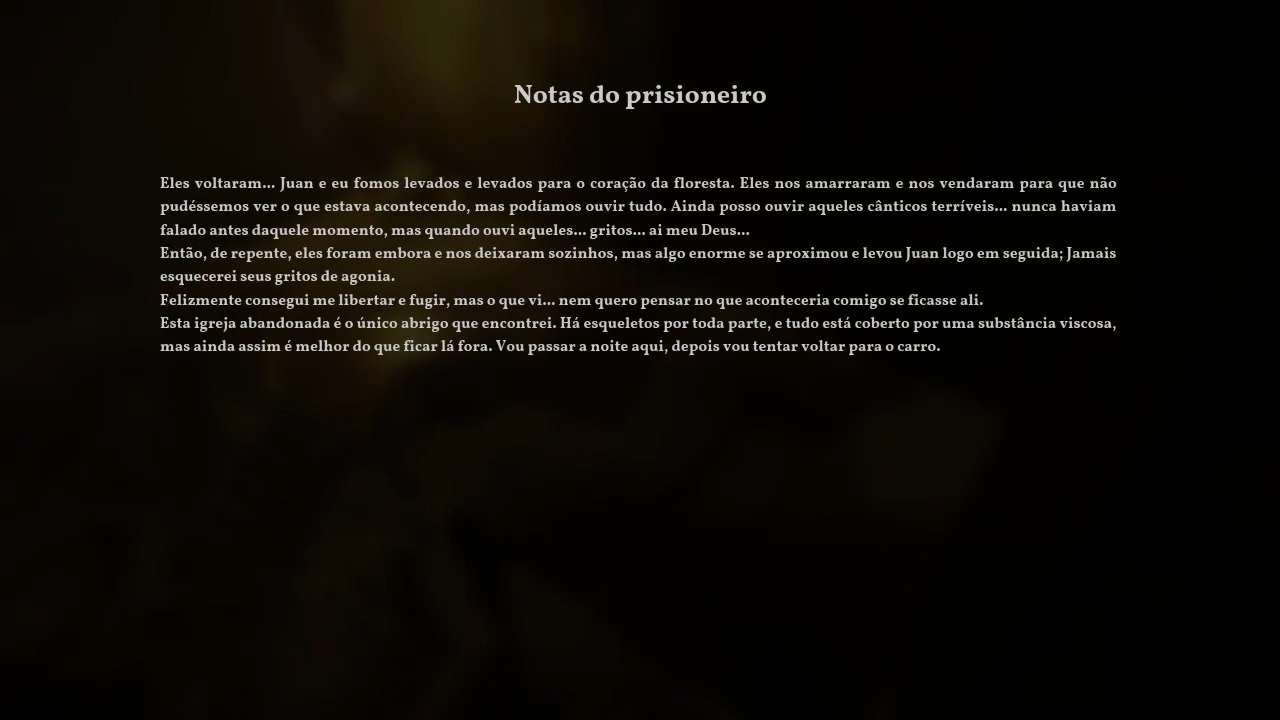 Notas do prisioneiro
Eles voltaram... Juan e eu fomos levados e levados para o coração da floresta. Eles nos amarraram e nos vendaram para que não
pudéssemos ver o que estava acontecendo, mas podíamos ouvir tudo. Ainda posso ouvir aqueles cânticos terríveis... nunca haviam
falado antes daquele momento, mas quando ouvi aqueles... gritos... ai meu Deus...
Então, de repente, eles foram embora e nos deixaram sozinhos, mas algo enorme se aproximou e levou Juan logo em seguida; Jamais
esquecerei seus gritos de agonia.
Felizmente consegui me libertar e fugir, mas o que vi... nem quero pensar no que aconteceria comigo se ficasse ali.
Esta igreja abandonada é o único abrigo que encontrei. Há esqueletos por toda parte, e tudo está coberto por uma substância viscosa,
mas ainda assim é melhor do que ficar lá fora. Vou passar a noite aqui, depois vou tentar voltar para o carro.